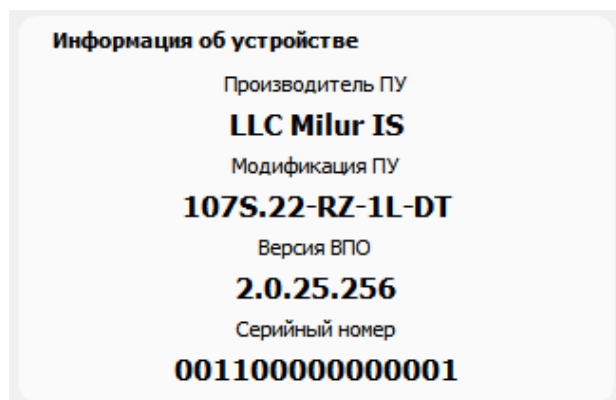 Информация об устройстве
Производитель ПУ
LLC Milur IS
Модификация ПУ
107S.22-RZ-1L-DT
Версия ВПО
2.0.25.256
Серийный номер
001100000000001